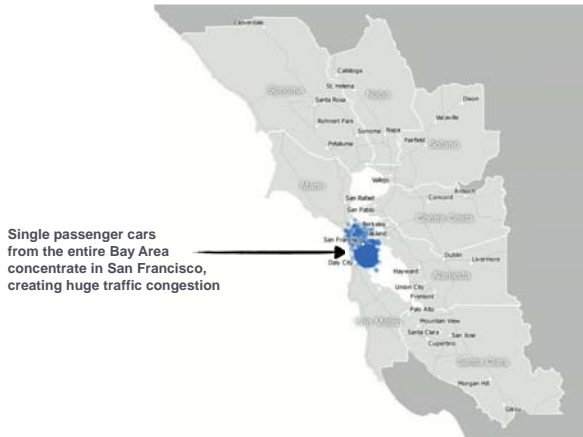 Cloverdale
Calistoga
St. Helena
Sonoma
Napa
Santa Rosa
Dixon
Vacaville
Rohnert Park
Sonoma
Napa
Fairfield
Solano
Petaluma
Marin
Vallejo
San Rafael
Antioch
Concord
San Pablo
Contra Costa
Berkeley
Oakland
San Francisco
Daly City
Dublin
Livermore
Hayward
Alameda
Union City
Fremont
Palo Alto
San Mateo
Mountain View
Santa Clara
San Jose
Cupertino
Santa Clara
Morgan Hill
Gilroy
Single passenger cars
from the entire Bay Area
concentrate in San Francisco,
creating huge traffic congestion